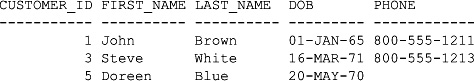 CUSTOMER_ID FIRST_NAME LAST_NAME DOB PHONE
----------- ---------- ---------- --------- ------------
1 John Brown 01-JAN-65 800-555-1211
3 Steve White 16-MAR-71 800-555-1213
5 Doreen Blue 20-MAY-70